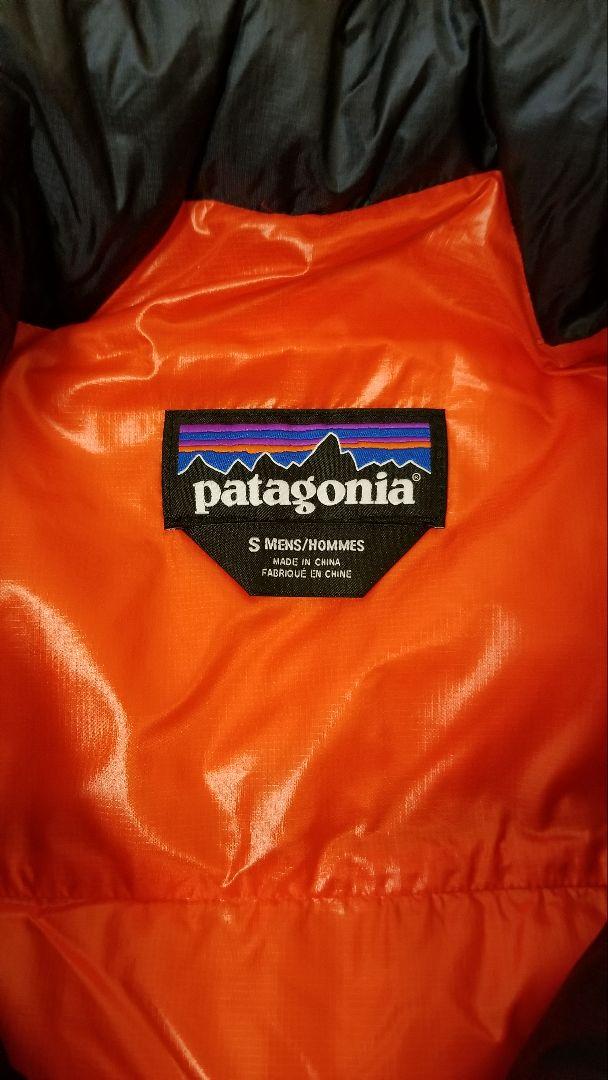 patagonia®
S MENS/HOMMES
MADE IN CHINA
FABRIQUÉ EN CHINE